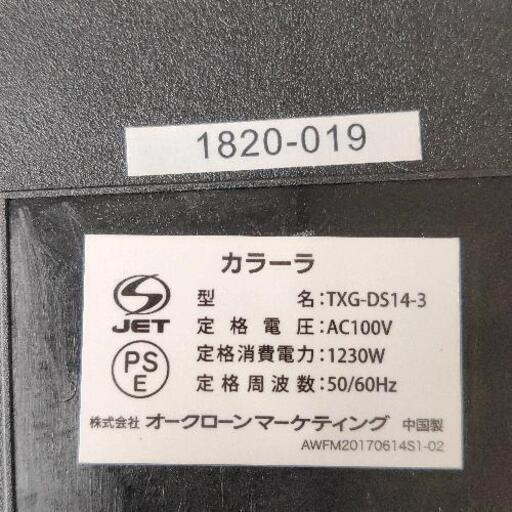 1820-019
カラーラ
JET
型 名:TXG-DS14-3
定格電圧:AC100V
PS
E
定格消費電力:1230W
定格周波数:50/60Hz
株式会社 オークローンマーケティング 中国製
AWFM20170614S1-02